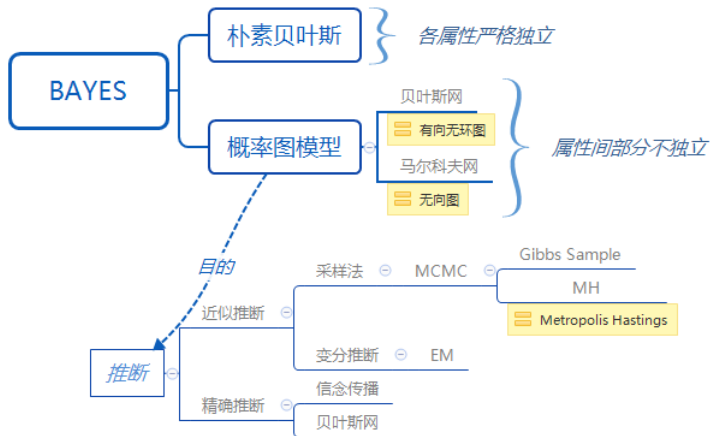 BAYES
朴素贝叶斯
各属性严格独立
概率图模型
贝叶斯网
有向无环图
马尔科夫网
无向图
属性间部分不独立
目的
推断
近似推断
采样法
MCMC
Gibbs Sample
MH
Metropolis Hastings
变分推断
EM
精确推断
信念传播
贝叶斯网